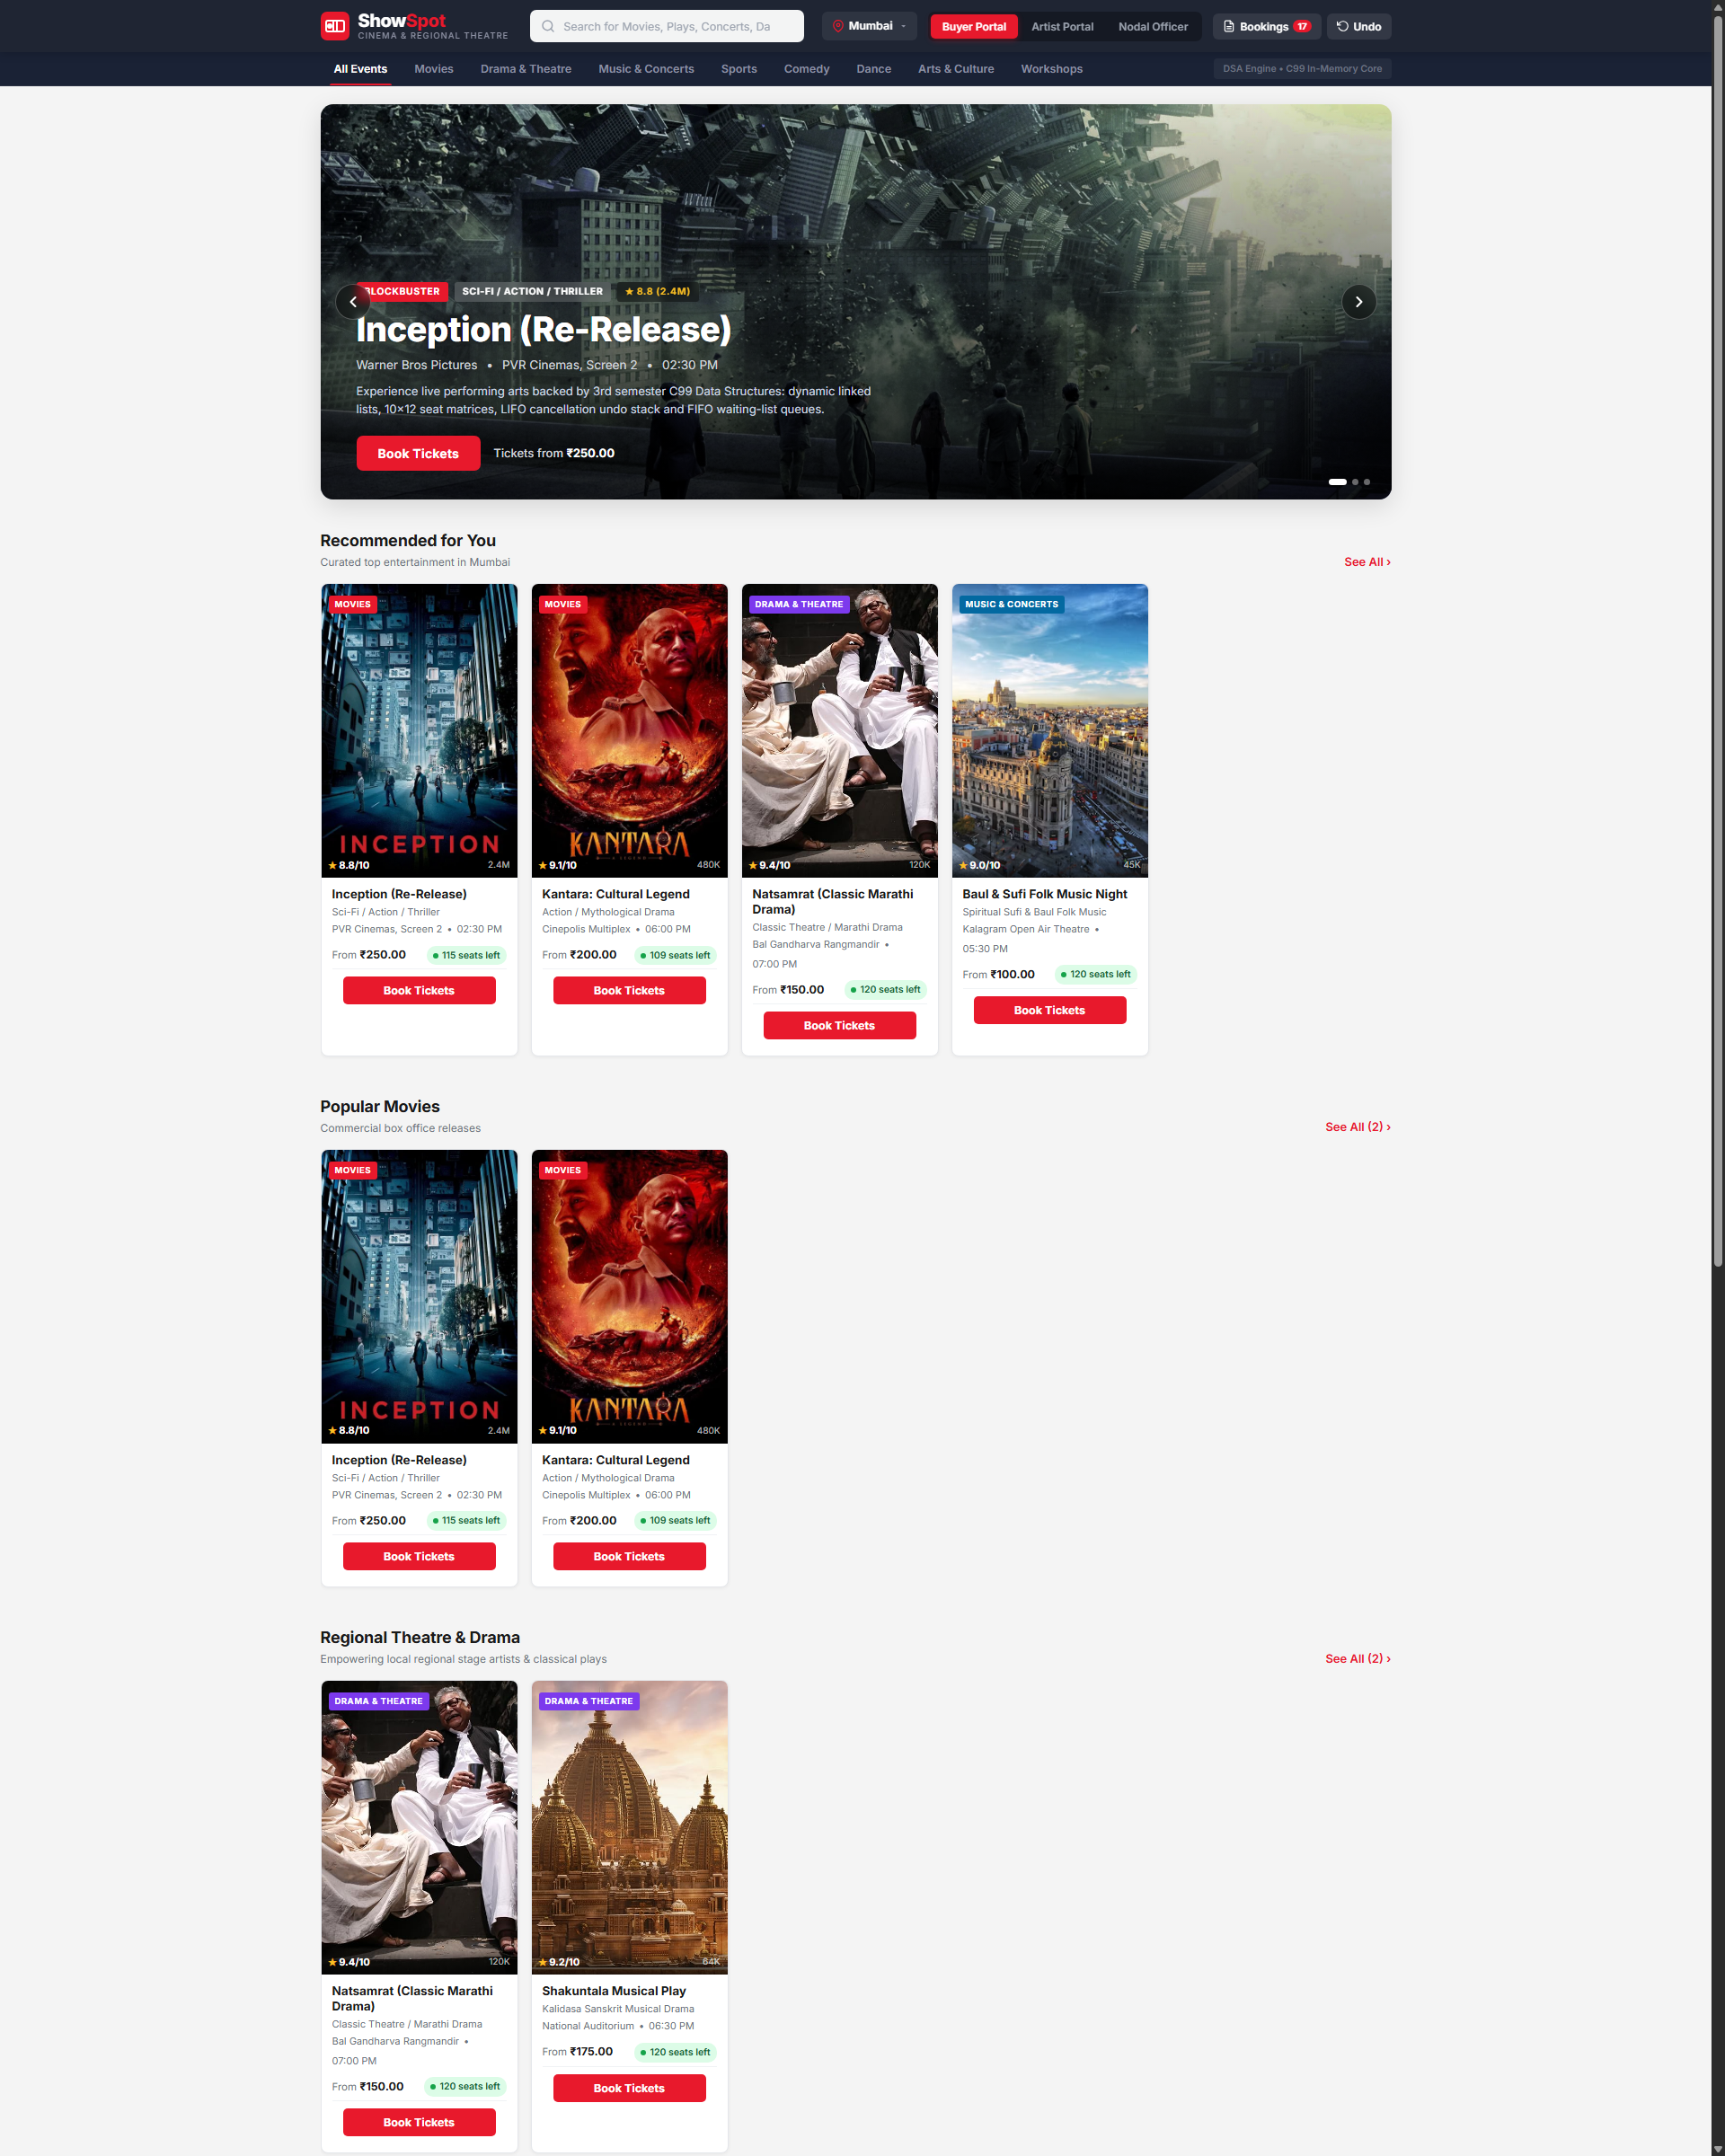 ShowSpot
CINEMA & REGIONAL THEATRE
Search for Movies, Plays, Concerts, Da
Mumbai
Buyer Portal
Artist Portal
Nodal Officer
Bookings 17
Undo
All Events
Movies
Drama & Theatre
Music & Concerts
Sports
Comedy
Dance
Arts & Culture
Workshops
DSA Engine • C99 In-Memory Core
BLOCKBUSTER
SCI-FI / ACTION / THRILLER
★ 8.8 (2.4M)
Inception (Re-Release)
Warner Bros Pictures • PVR Cinemas, Screen 2 • 02:30 PM
Experience live performing arts backed by 3rd semester C99 Data Structures: dynamic linked
lists, 10×12 seat matrices, LIFO cancellation undo stack and FIFO waiting-list queues.
Book Tickets
Tickets from ₹250.00
Recommended for You
Curated top entertainment in Mumbai
See All ›
MOVIES
INCEPTION
★ 8.8/10
2.4M
Inception (Re-Release)
Sci-Fi / Action / Thriller
PVR Cinemas, Screen 2 • 02:30 PM
From ₹250.00
115 seats left
Book Tickets
MOVIES
KANTARA
A LEGEND
★ 9.1/10
480K
Kantara: Cultural Legend
Action / Mythological Drama
Cinepolis Multiplex • 06:00 PM
From ₹200.00
109 seats left
Book Tickets
DRAMA & THEATRE
★ 9.4/10
120K
Natsamrat (Classic Marathi
Drama)
Classic Theatre / Marathi Drama
Bal Gandharva Rangmandir •
07:00 PM
From ₹150.00
120 seats left
Book Tickets
MUSIC & CONCERTS
★ 9.0/10
45K
Baul & Sufi Folk Music Night
Spiritual Sufi & Baul Folk Music
Kalagram Open Air Theatre •
05:30 PM
From ₹100.00
120 seats left
Book Tickets
Popular Movies
Commercial box office releases
See All (2) ›
MOVIES
INCEPTION
★ 8.8/10
2.4M
Inception (Re-Release)
Sci-Fi / Action / Thriller
PVR Cinemas, Screen 2 • 02:30 PM
From ₹250.00
115 seats left
Book Tickets
MOVIES
KANTARA
A LEGEND
★ 9.1/10
480K
Kantara: Cultural Legend
Action / Mythological Drama
Cinepolis Multiplex • 06:00 PM
From ₹200.00
109 seats left
Book Tickets
Regional Theatre & Drama
Empowering local regional stage artists & classical plays
See All (2) ›
DRAMA & THEATRE
★ 9.4/10
120K
Natsamrat (Classic Marathi
Drama)
Classic Theatre / Marathi Drama
Bal Gandharva Rangmandir •
07:00 PM
From ₹150.00
120 seats left
Book Tickets
DRAMA & THEATRE
★ 9.2/10
64K
Shakuntala Musical Play
Kalidasa Sanskrit Musical Drama
National Auditorium • 06:30 PM
From ₹175.00
120 seats left
Book Tickets